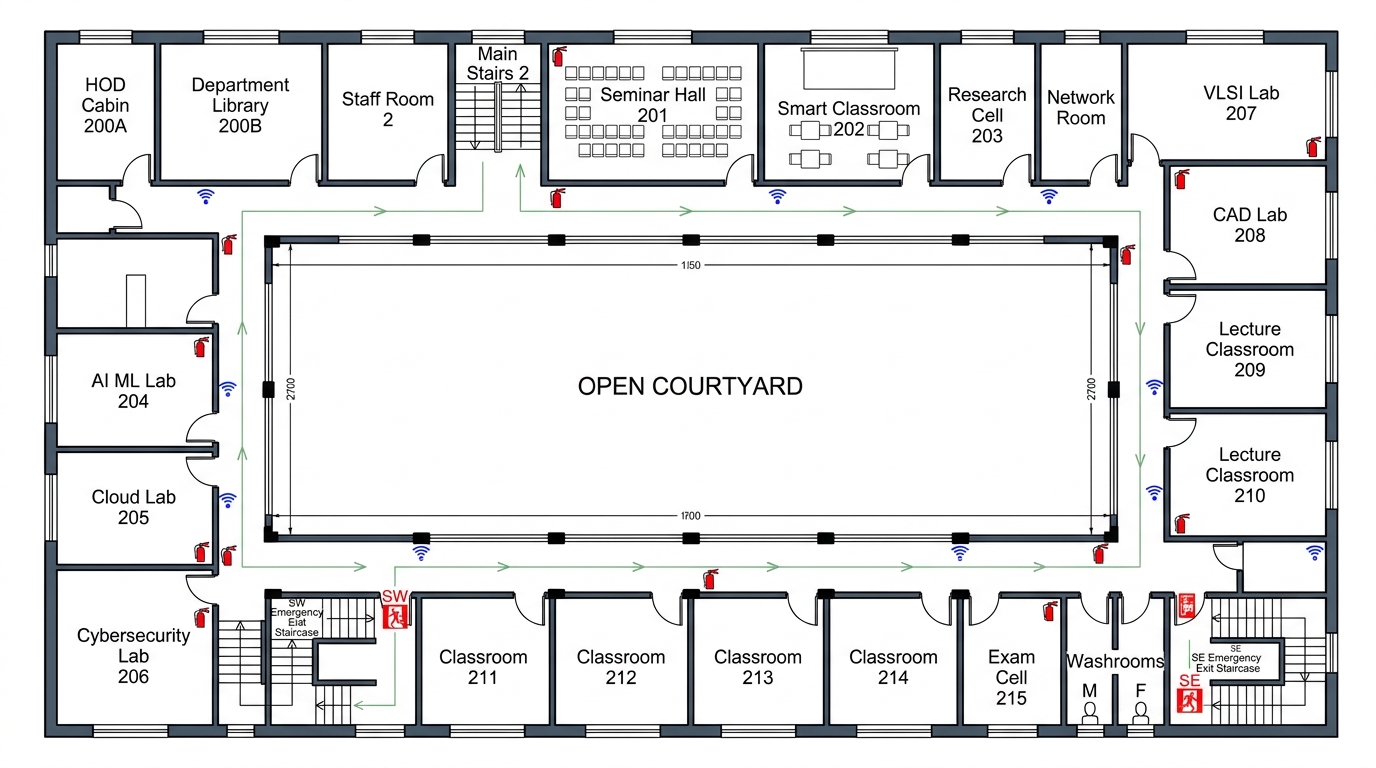 HOD
Cabin
200A
Department
Library
200B
Staff Room
2
Main
Stairs 2
Seminar Hall
201
Smart Classroom
202
Research
Cell
203
Network
Room
VLSI Lab
207
CAD Lab
208
Lecture
Classroom
209
Lecture
Classroom
210
AI ML Lab
204
Cloud Lab
205
Cybersecurity
Lab
206
1150
2700
OPEN COURTYARD
2700
1700
SW
Emergency
Eiat
Staircase
SW
Classroom
211
Classroom
212
Classroom
213
Classroom
214
Exam
Cell
215
Washrooms
M
F
SE
SE Emergency
Exit Staircase
SE